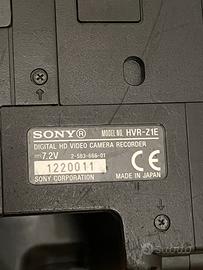 SONY® MODEL NO. HVR-Z1E
DIGITAL HD VIDEO CAMERA RECORDER
⎓7.2V 2-583-666-01
1220011 CE
SONY CORPORATION MADE IN JAPAN
subito